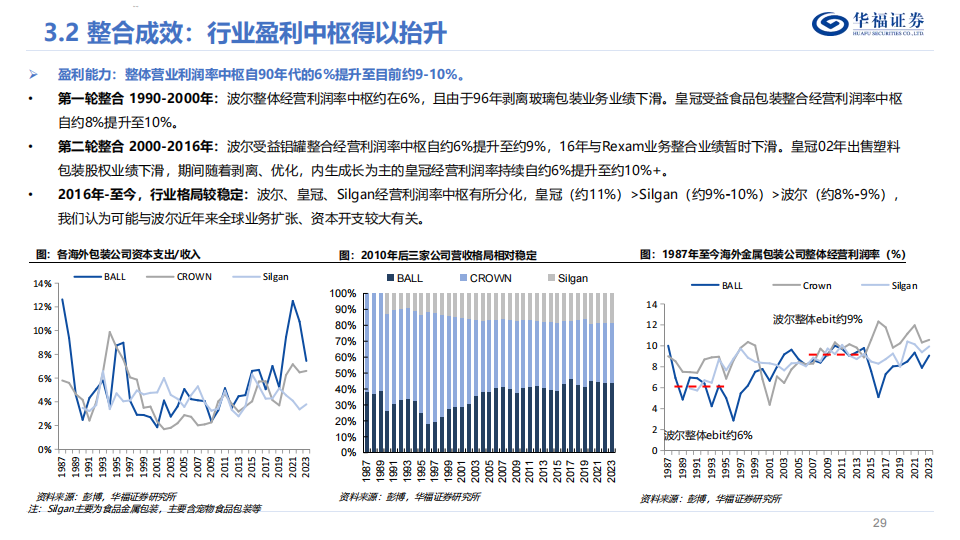 3.2 整合成效：行业盈利中枢得以抬升
华福证券
HUAFU SECURITIES CO.,LTD.
➢ 盈利能力：整体营业利润率中枢自90年代的6%提升至目前约9-10%。
• 第一轮整合 1990-2000年：波尔整体经营利润率中枢约在6%，且由于96年剥离玻璃包装业务业绩下滑。皇冠受益食品包装整合经营利润率中枢
自约8%提升至10%。
• 第二轮整合 2000-2016年：波尔受益铝罐整合经营利润率中枢自约6%提升至约9%，16年与Rexam业务整合业绩暂时下滑。皇冠02年出售塑料
包装股权业绩下滑，期间随着剥离、优化，内生成长为主的皇冠经营利润率持续自约6%提升至约10%+。
• 2016年-至今，行业格局较稳定：波尔、皇冠、Silgan经营利润率中枢有所分化，皇冠（约11%）>Silgan（约9%-10%）>波尔（约8%-9%），
我们认为可能与波尔近年来全球业务扩张、资本开支较大有关。
图：各海外包装公司资本支出/收入
BALL CROWN Silgan
14%
12%
10%
8%
6%
4%
2%
0%
1987 1989 1991 1993 1995 1997 1999 2001 2003 2005 2007 2009 2011 2013 2015 2017 2019 2021 2023
资料来源：彭博，华福证券研究所
注：Silgan主要为食品金属包装，主要含宠物食品包装等
图：2010年后三家公司营收格局相对稳定
BALL CROWN Silgan
100%
90%
80%
70%
60%
50%
40%
30%
20%
10%
0%
1987 1989 1991 1993 1995 1997 1999 2001 2003 2005 2007 2009 2011 2013 2015 2017 2019 2021 2023
资料来源：彭博，华福证券研究所
图：1987年至今海外金属包装公司整体经营利润率（%）
BALL Crown Silgan
14
12
10
8
6
4
2
0
波尔整体ebit约9%
波尔整体ebit约6%
1987 1989 1991 1993 1995 1997 1999 2001 2003 2005 2007 2009 2011 2013 2015 2017 2019 2021 2023
资料来源：彭博，华福证券研究所
29